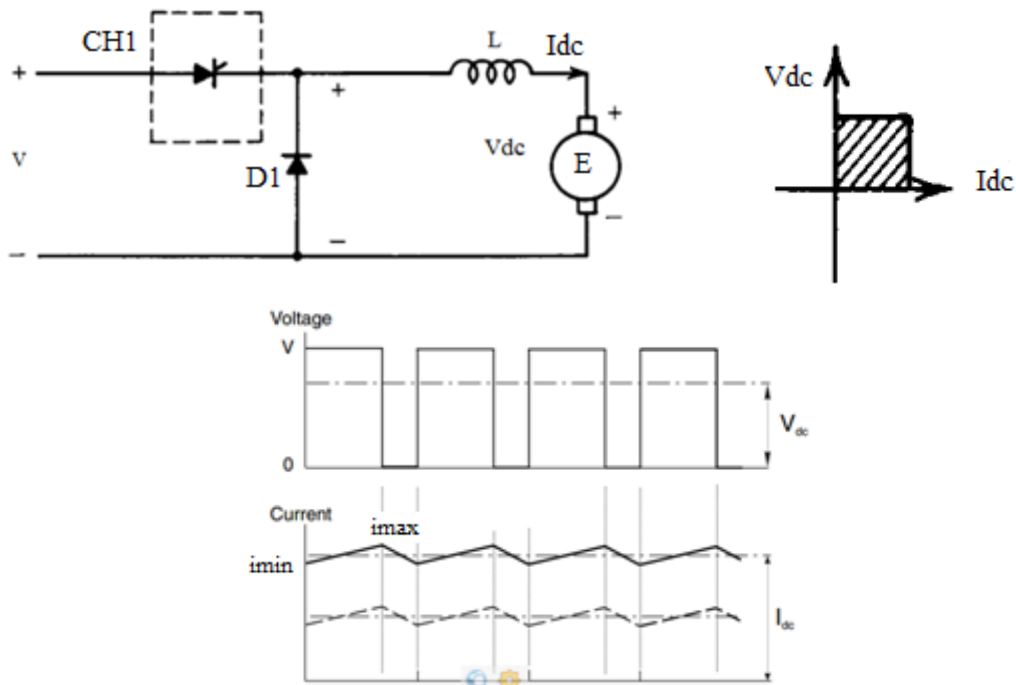 CH1
L
Idc
+
+
+
V
D1
Vdc
E
−
−
−
Vdc
Idc
Voltage
V
Vdc
0
Current
imax
imin
Idc